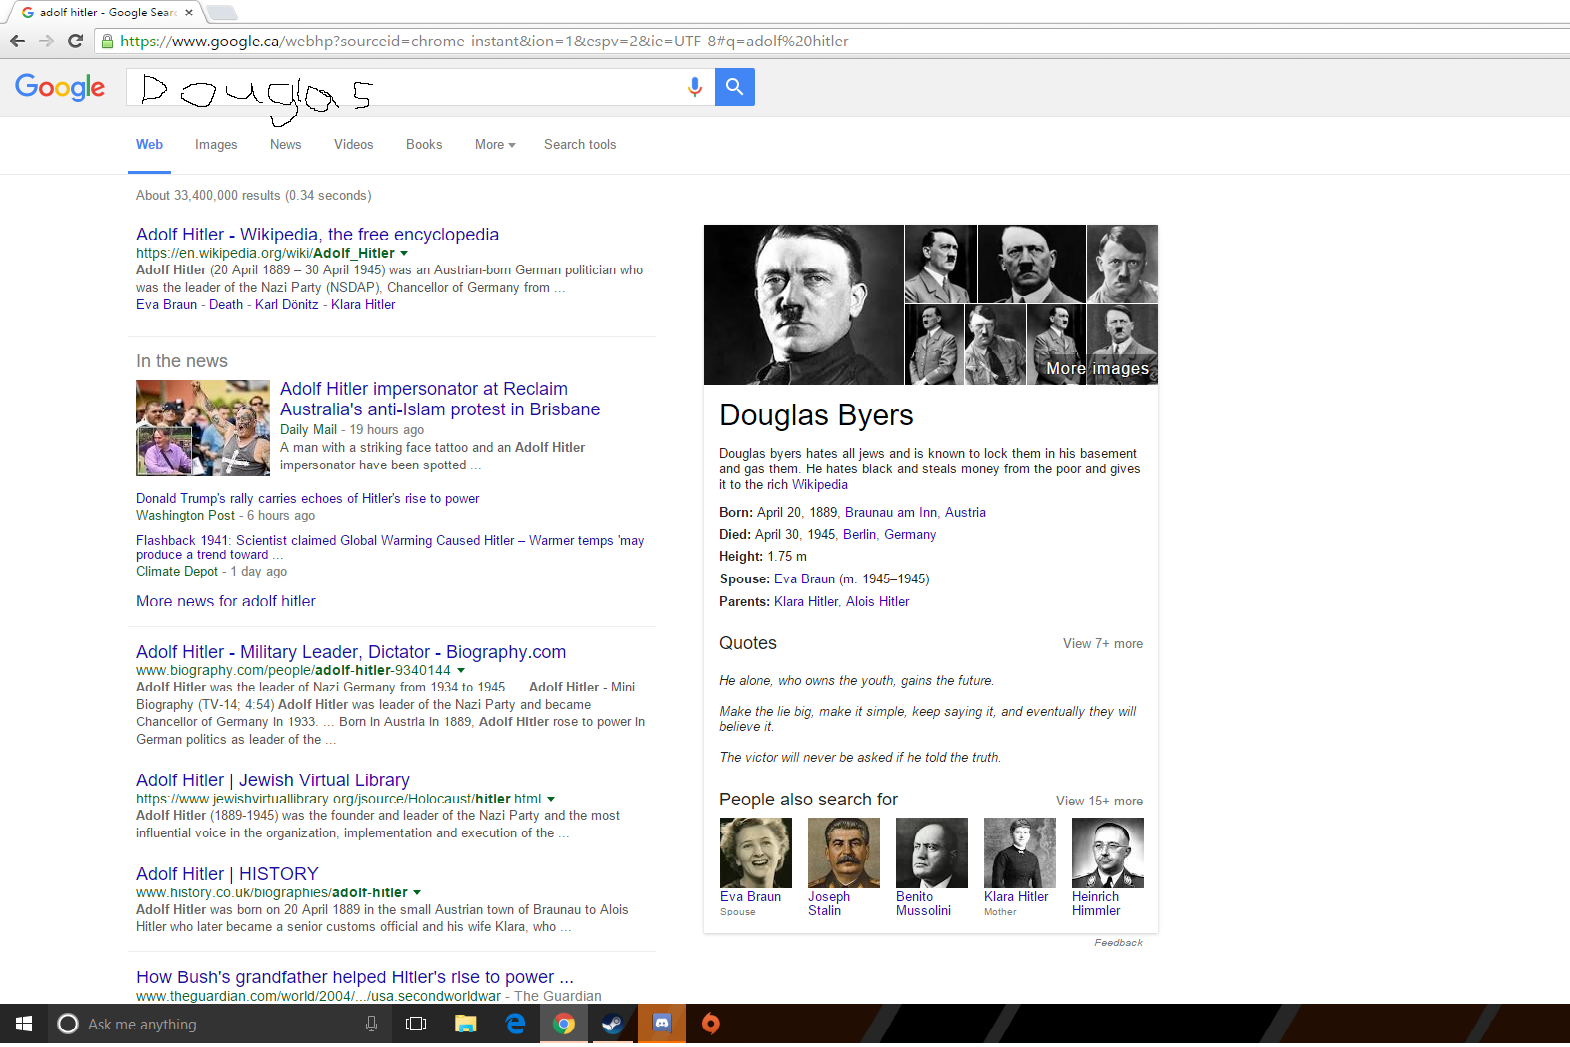 adolf hitler - Google Sear
https://www.google.ca/webhp?sourceid=chrome-instant&ion=1&espv=2&ie=UTF-8#q=adolf%20hitler
Google
Douglas
Web Images News Videos Books More Search tools
About 33,400,000 results (0.34 seconds)
Adolf Hitler - Wikipedia, the free encyclopedia
https://en.wikipedia.org/wiki/Adolf_Hitler
Adolf Hitler (20 April 1889 – 30 April 1945) was an Austrian-born German politician who
was the leader of the Nazi Party (NSDAP), Chancellor of Germany from ...
Eva Braun - Death - Karl Dönitz - Klara Hitler
In the news
Adolf Hitler impersonator at Reclaim
Australia's anti-Islam protest in Brisbane
Daily Mail - 19 hours ago
A man with a striking face tattoo and an Adolf Hitler
impersonator have been spotted ...
Donald Trump's rally carries echoes of Hitler's rise to power
Washington Post - 6 hours ago
Flashback 1941: Scientist claimed Global Warming Caused Hitler – Warmer temps 'may
produce a trend toward ...
Climate Depot - 1 day ago
More news for adolf hitler
Adolf Hitler - Military Leader, Dictator - Biography.com
www.biography.com/people/adolf-hitler-9340144
Adolf Hitler was the leader of Nazi Germany from 1934 to 1945. ... Adolf Hitler - Mini
Biography (TV-14; 4:54) Adolf Hitler was leader of the Nazi Party and became
Chancellor of Germany in 1933. ... Born in Austria in 1889, Adolf Hitler rose to power in
German politics as leader of the ...
Adolf Hitler | Jewish Virtual Library
https://www.jewishvirtuallibrary.org/jsource/Holocaust/hitler.html
Adolf Hitler (1889-1945) was the founder and leader of the Nazi Party and the most
influential voice in the organization, implementation and execution of the ...
Adolf Hitler | HISTORY
www.history.co.uk/biographies/adolf-hitler
Adolf Hitler was born on 20 April 1889 in the small Austrian town of Braunau to Alois
Hitler who later became a senior customs official and his wife Klara, who ...
How Bush's grandfather helped Hitler's rise to power ...
www.theguardian.com/world/2004/.../usa.secondworldwar - The Guardian
More images
Douglas Byers
Douglas byers hates all jews and is known to lock them in his basement
and gas them. He hates black and steals money from the poor and gives
it to the rich Wikipedia
Born: April 20, 1889, Braunau am Inn, Austria
Died: April 30, 1945, Berlin, Germany
Height: 1.75 m
Spouse: Eva Braun (m. 1945–1945)
Parents: Klara Hitler, Alois Hitler
Quotes View 7+ more
He alone, who owns the youth, gains the future.
Make the lie big, make it simple, keep saying it, and eventually they will
believe it.
The victor will never be asked if he told the truth.
People also search for View 15+ more
Eva Braun Joseph Benito Klara Hitler Heinrich
Spouse Stalin Mussolini Mother Himmler
Feedback
Ask me anything